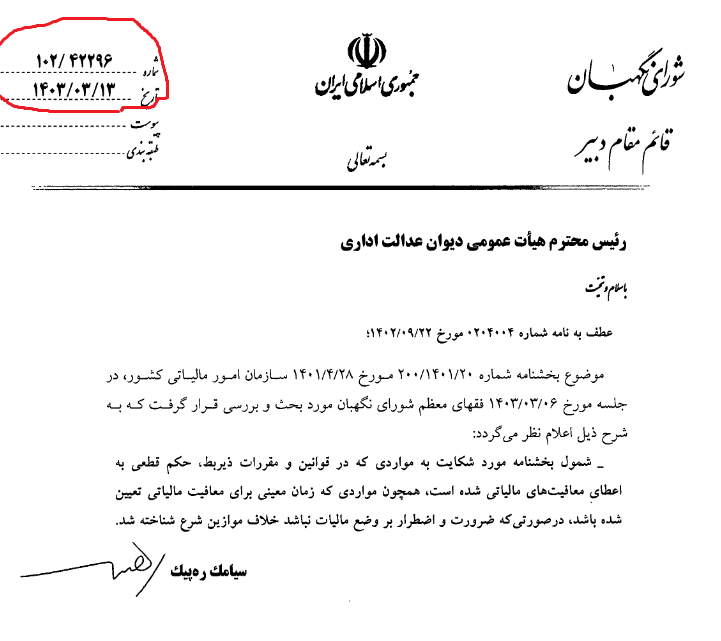 شورای نگهبان
قائم مقام دبیر
جمهوری اسلامی ایران
بسمه تعالی
شماره ۱۰۲/۴۲۲۹۶
تاریخ ۱۴۰۳/۰۳/۱۳
پیوست
طبقه بندی
رئیس محترم هیأت عمومی دیوان عدالت اداری
باسلام و تحیّت
عطف به نامه شماره ۰۲۰۴۰۰۴ مورخ ۱۴۰۲/۰۹/۲۲؛
موضوع بخشنامه شماره ۲۰۰/۱۴۰۱/۲۰ مورخ ۱۴۰۱/۴/۲۸ سازمان امور مالیاتی کشور، در
جلسه مورخ ۱۴۰۳/۰۳/۰۶ فقهای معظم شورای نگهبان مورد بحث و بررسی قرار گرفت که به
شرح ذیل اعلام نظر می‌گردد:
_ شمول بخشنامه مورد شکایت به مواردی که در قوانین و مقررات ذیربط، حکم قطعی به
اعطای معافیت‌های مالیاتی شده است، همچون مواردی که زمان معینی برای معافیت مالیاتی تعیین
شده باشد، درصورتی‌که ضرورت و اضطرار بر وضع مالیات نباشد خلاف موازین شرع شناخته شد.
سیامک ره‌پیک